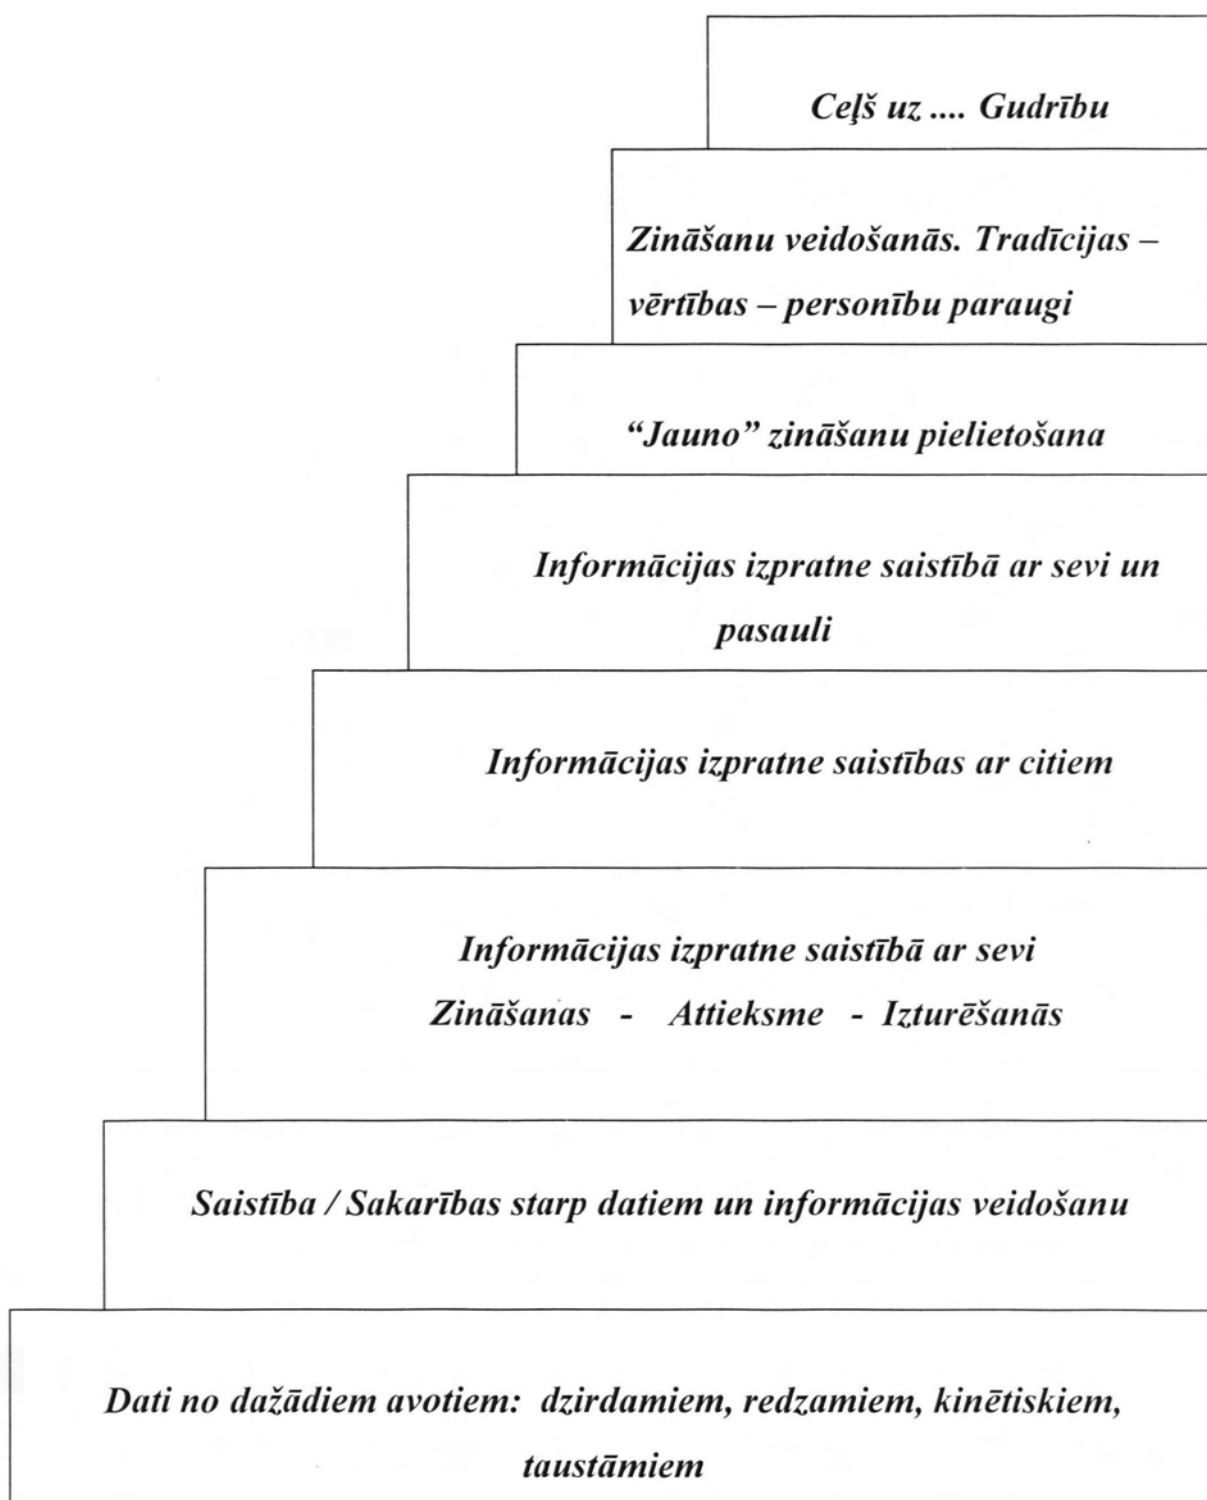 Ceļš uz .... Gudrību
Zināšanu veidošanās. Tradīcijas –
vērtības – personību paraugi
“Jauno” zināšanu pielietošana
Informācijas izpratne saistībā ar sevi un
pasauli
Informācijas izpratne saistības ar citiem
Informācijas izpratne saistībā ar sevi
Zināšanas - Attieksme - Izturēšanās
Saistība / Sakarības starp datiem un informācijas veidošanu
Dati no dažādiem avotiem: dzirdamiem, redzamiem, kinētiskiem,
taustāmiem